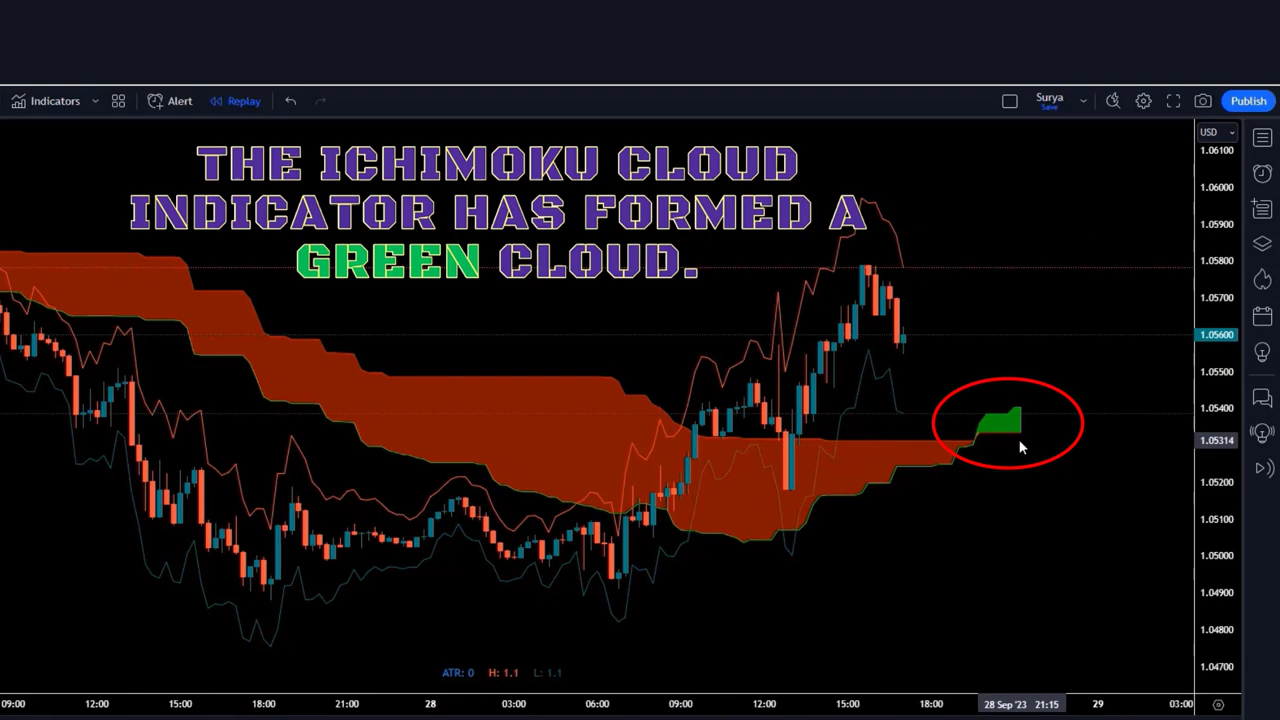 Indicators
Alert
Replay
Surya
Save
Publish
THE ICHIMOKU CLOUD
INDICATOR HAS FORMED A
GREEN CLOUD.
USD
1.06100
1.06000
1.05900
1.05800
1.05700
1.05600
1.05500
1.05400
1.05314
1.05200
1.05100
1.05000
1.04900
1.04800
1.04700
ATR: 0 H: 1.1 L: 1.1
09:00 12:00 15:00 18:00 21:00 28 03:00 06:00 09:00 12:00 15:00 18:00 28 Sep '23 21:15 29 03:00